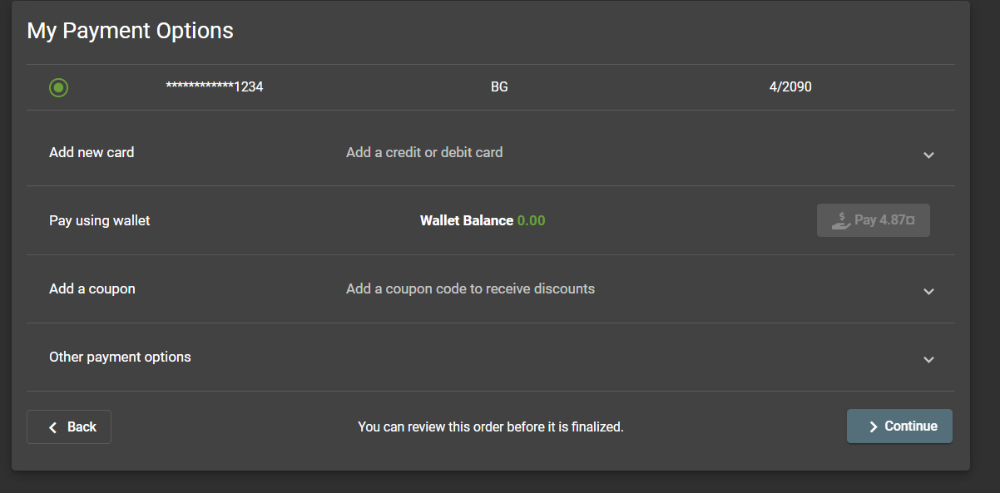 My Payment Options
************1234 BG 4/2090
Add new card Add a credit or debit card
Pay using wallet Wallet Balance 0.00 Pay 4.87¤
Add a coupon Add a coupon code to receive discounts
Other payment options
Back You can review this order before it is finalized. Continue